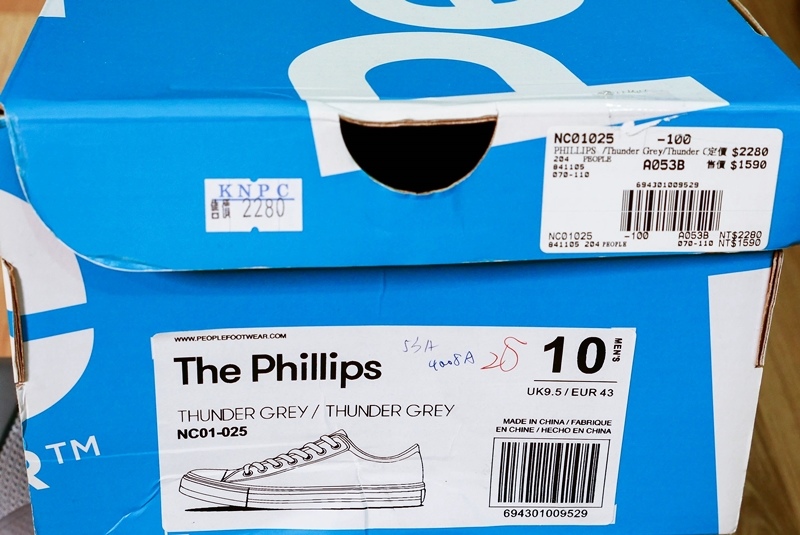 pe
NC01025 -100
PHILLIPS /Thunder Grey/Thunder G 定價 $2280
204 PEOPLE
841105 A053B 售價 $1590
070-110
694301009529
NC01025 -100 A053B NT$2280
841105 204 PEOPLE 070-110 NT$1590
KNPC
售價 2280
WWW.PEOPLEFOOTWEAR.COM
The Phillips
4008A
10 MEN'S
UK9.5 / EUR 43
THUNDER GREY / THUNDER GREY
NC01-025
MADE IN CHINA / FABRIQUE
EN CHINE / HECHO EN CHINA
694301009529
R™